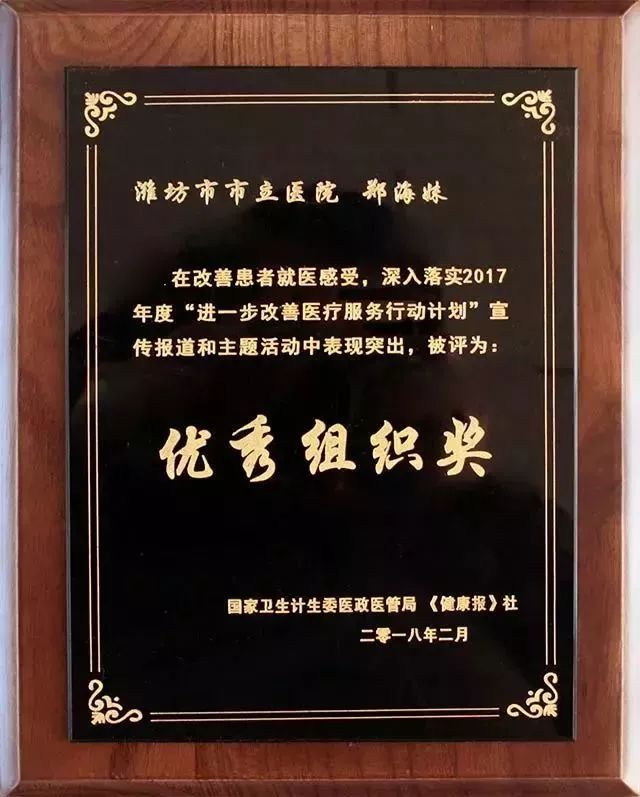 潍坊市市立医院 郑海妹
在改善患者就医感受，深入落实2017
年度“进一步改善医疗服务行动计划”宣
传报道和主题活动中表现突出，被评为：
优秀组织奖
国家卫生计生委医政医管局 《健康报》社
二零一八年二月